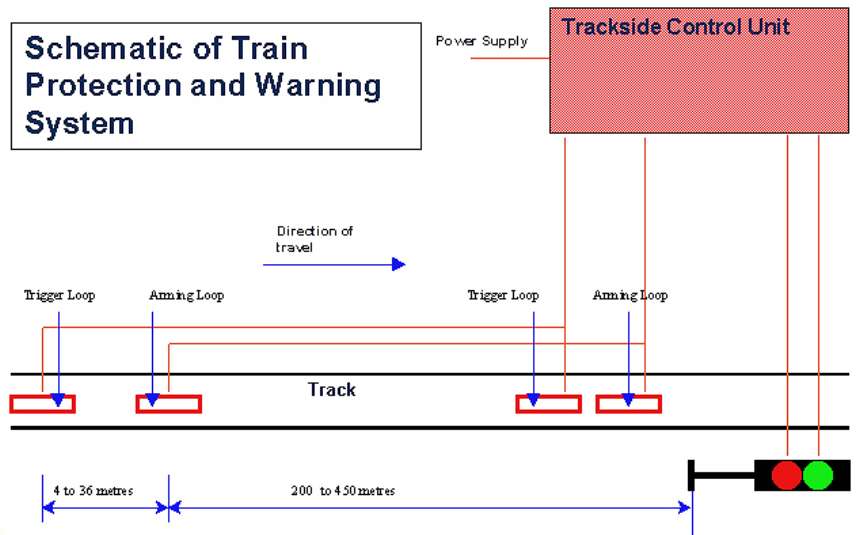 Schematic of Train
Protection and Warning
System
Power Supply
Trackside Control Unit
Direction of
travel
Trigger Loop
Arming Loop
Trigger Loop
Arming Loop
Track
4 to 36 metres
200 to 450 metres